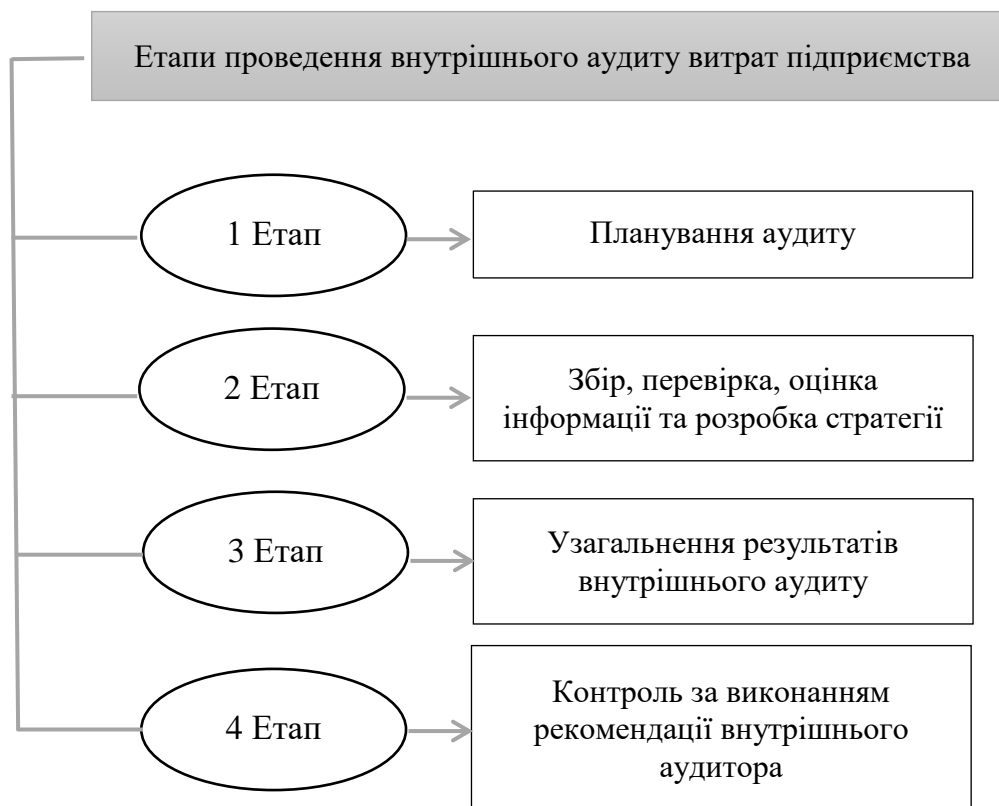 Етапи проведення внутрішнього аудиту витрат підприємства
1 Етап
Планування аудиту
2 Етап
Збір, перевірка, оцінка
інформації та розробка стратегії
3 Етап
Узагальнення результатів
внутрішнього аудиту
4 Етап
Контроль за виконанням
рекомендації внутрішнього
аудитора